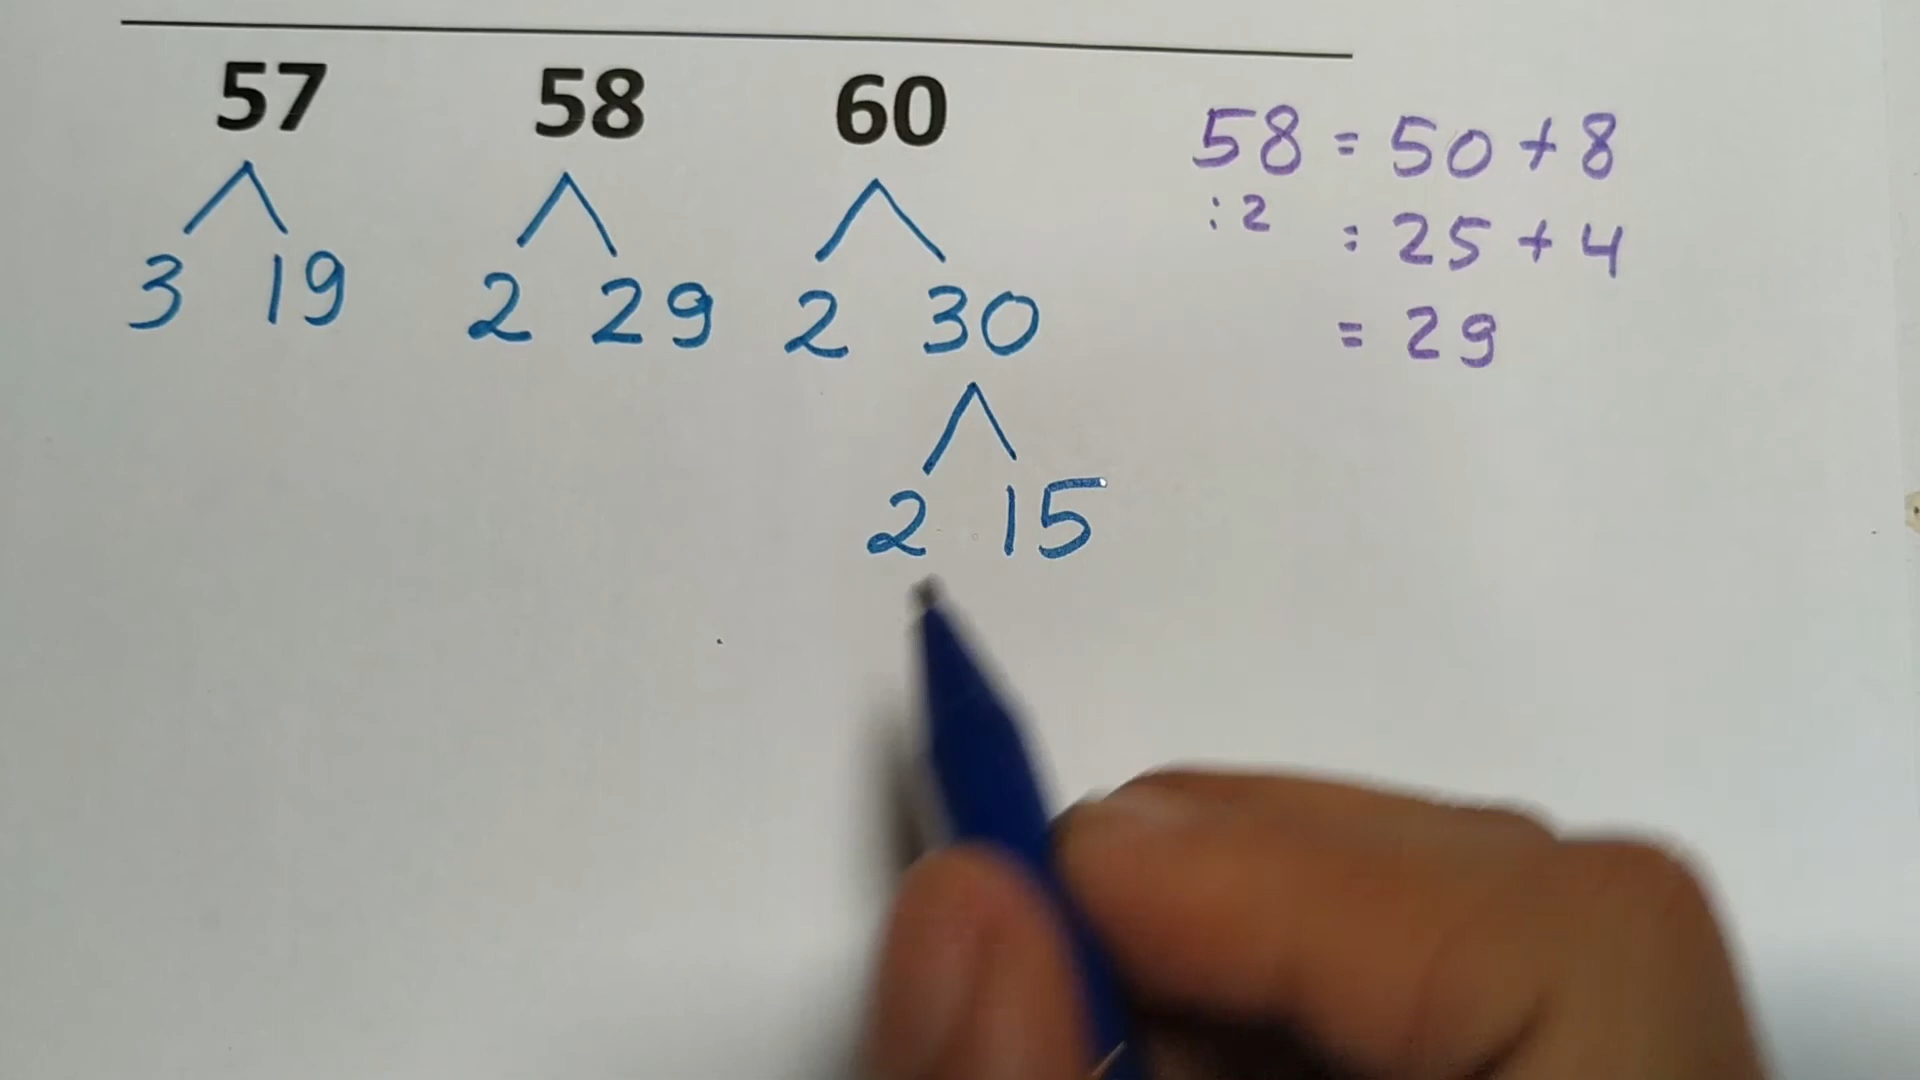 57 58 60
3 19 2 29 2 30
2 15
58 = 50 + 8
:2 = 25 + 4
= 29